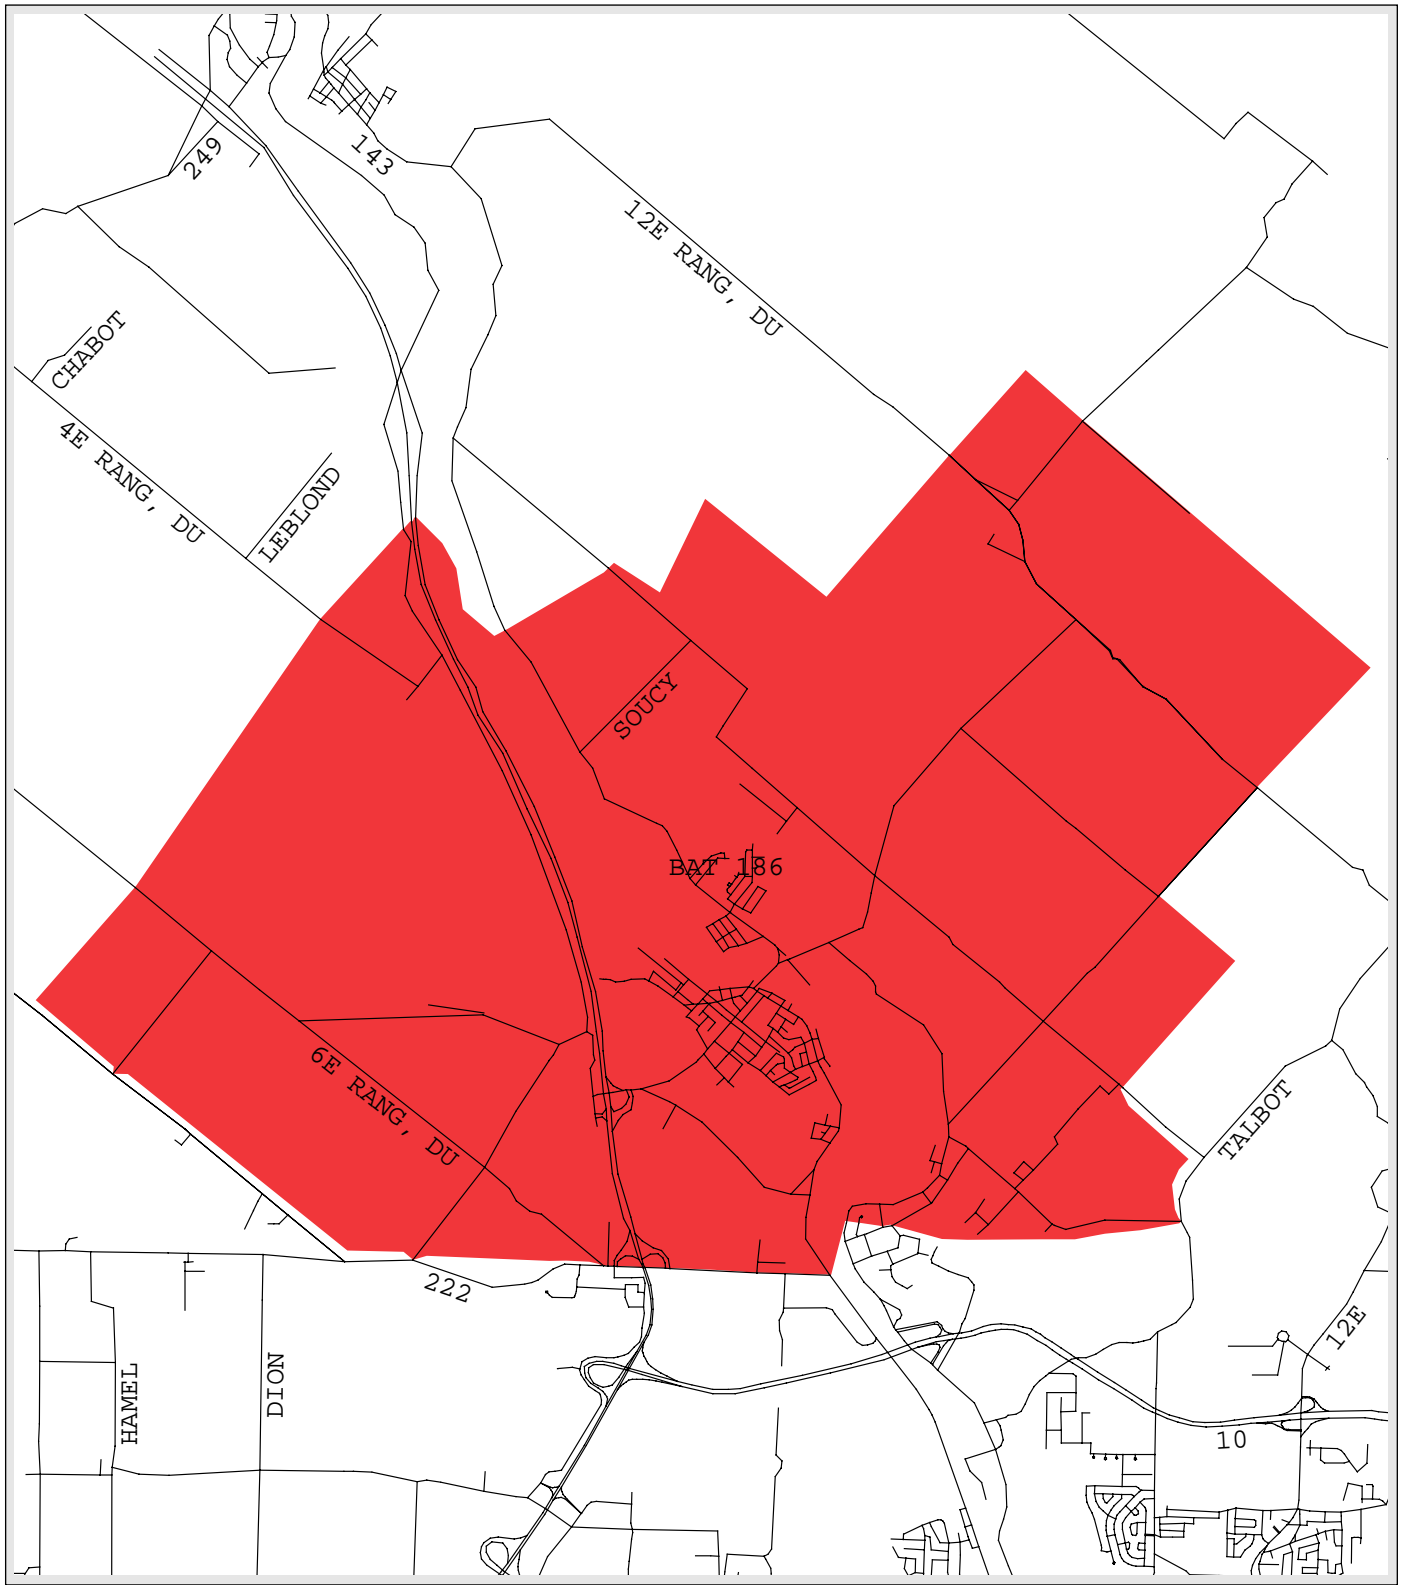 249
143
12E RANG, DU
CHABOT
4E RANG, DU
LEBLOND
SOUCY
BAT 186
6E RANG, DU
TALBOT
222
12E
HAMEL
DION
10